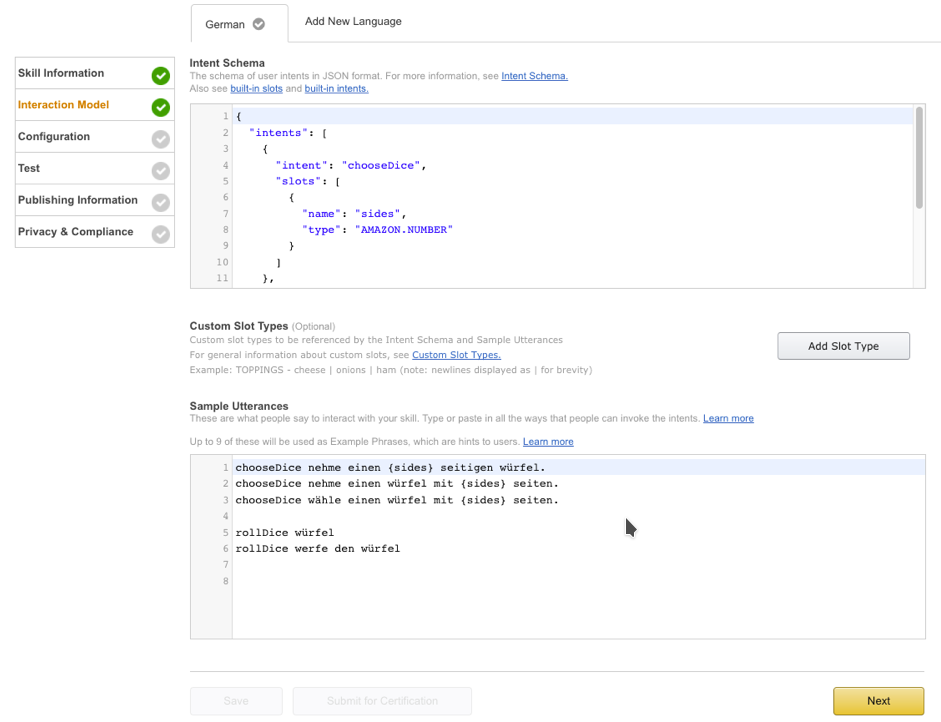 German
Add New Language
Skill Information
Interaction Model
Configuration
Test
Publishing Information
Privacy & Compliance
Intent Schema
The schema of user intents in JSON format. For more information, see Intent Schema.
Also see built-in slots and built-in intents.
1 {
2 "intents": [
3 {
4 "intent": "chooseDice",
5 "slots": [
6 {
7 "name": "sides",
8 "type": "AMAZON.NUMBER"
9 }
10 ]
11 },
Custom Slot Types (Optional)
Custom slot types to be referenced by the Intent Schema and Sample Utterances
For general information about custom slots, see Custom Slot Types.
Example: TOPPINGS - cheese | onions | ham (note: newlines displayed as | for brevity)
Add Slot Type
Sample Utterances
These are what people say to interact with your skill. Type or paste in all the ways that people can invoke the intents. Learn more
Up to 9 of these will be used as Example Phrases, which are hints to users. Learn more
1 chooseDice nehme einen {sides} seitigen würfel.
2 chooseDice nehme einen würfel mit {sides} seiten.
3 chooseDice wähle einen würfel mit {sides} seiten.
4
5 rollDice würfel
6 rollDice werfe den würfel
7
8
Save
Submit for Certification
Next